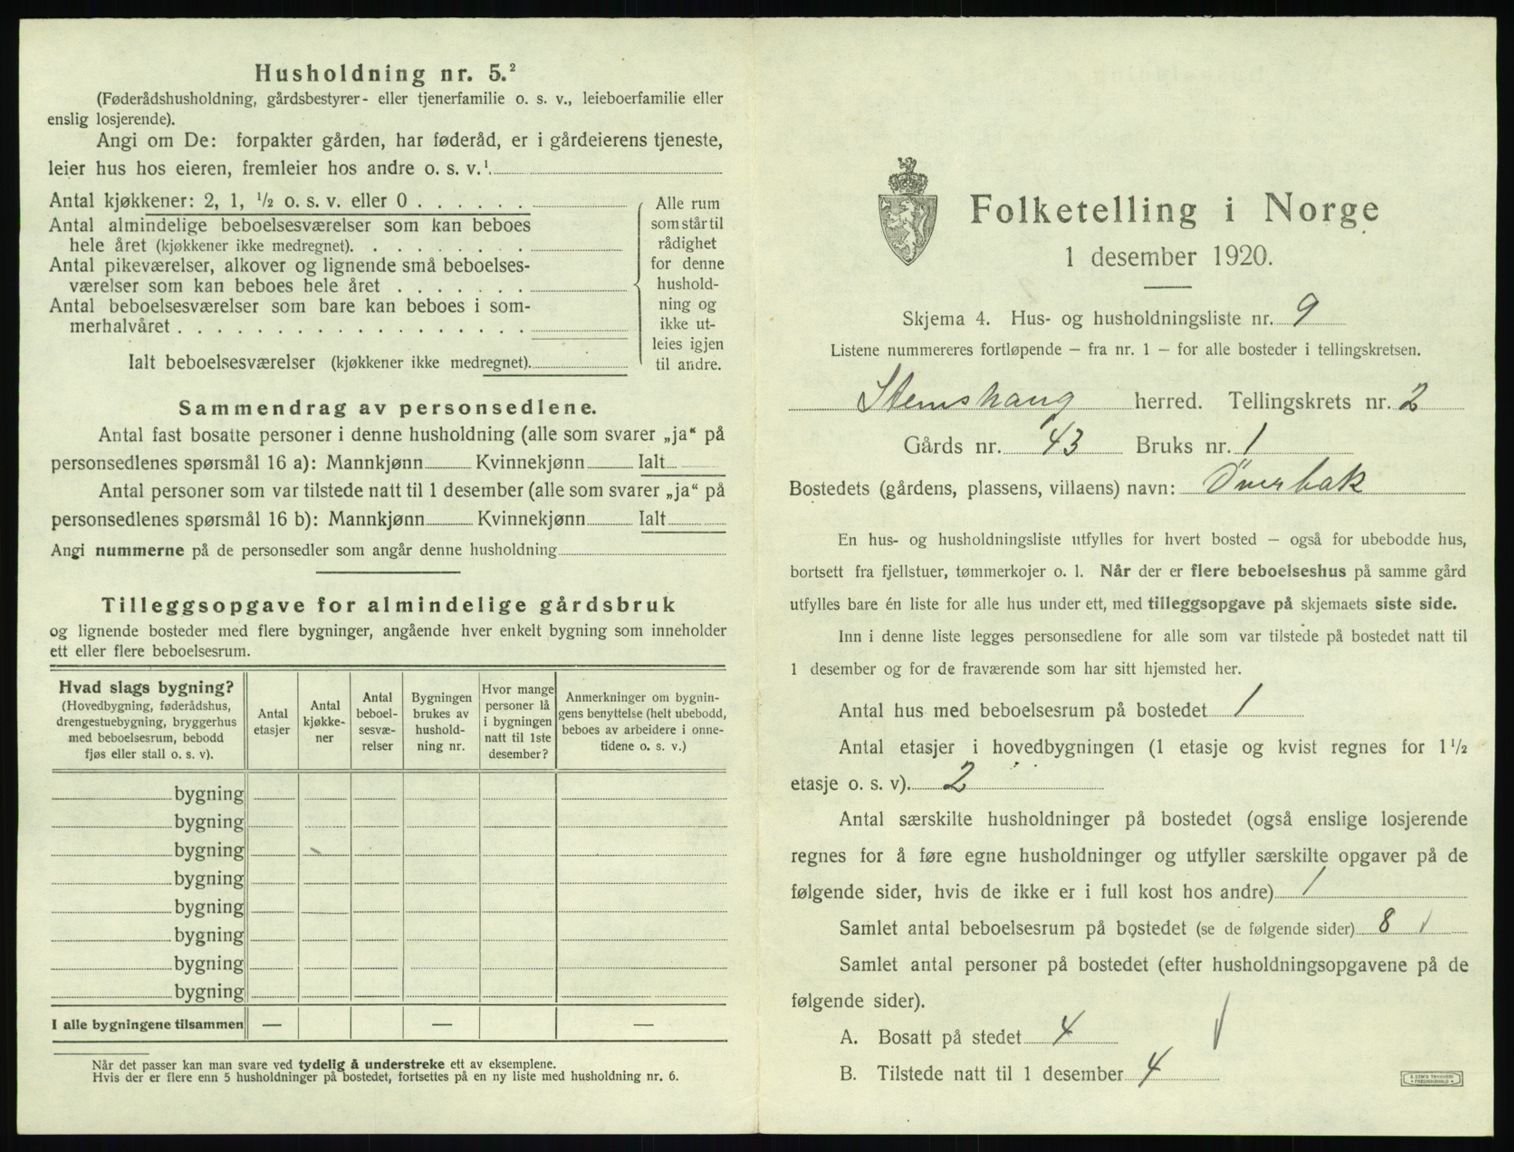 Husholdning nr. 5.²
(Føderådshusholdning, gårdsbestyrer- eller tjenerfamilie o. s. v., leieboerfamilie eller
enslig losjerende).
Angi om De: forpakter gården, har føderåd, er i gårdeierens tjeneste,
leier hus hos eieren, fremleier hos andre o. s. v.¹
Antal kjøkkener: 2, 1, ½ o. s. v. eller 0 . . . . . .
Antal almindelige beboelsesværelser som kan beboes
hele året (kjøkkener ikke medregnet). . . . . . . . .
Antal pikeværelser, alkover og lignende små beboelses-
værelser som kan beboes hele året . . . . . . .
Antal beboelsesværelser som bare kan beboes i som-
merhalvåret . . . . . . . . . . . . . . . . . .
Ialt beboelsesværelser (kjøkkener ikke medregnet).
Alle rum
som står til
rådighet
for denne
hushold-
ning og
ikke ut-
leies igjen
til andre.
Sammendrag av personsedlene.
Antal fast bosatte personer i denne husholdning (alle som svarer „ja“ på
personsedlenes spørsmål 16 a): Mannkjønn Kvinnekjønn Ialt
Antal personer som var tilstede natt til 1 desember (alle som svarer „ja“ på
personsedlenes spørsmål 16 b): Mannkjønn Kvinnekjønn Ialt
Angi nummerne på de personsedler som angår denne husholdning
Tilleggsopgave for almindelige gårdsbruk
og lignende bosteder med flere bygninger, angående hver enkelt bygning som inneholder
ett eller flere beboelsesrum.
Hvad slags bygning?
(Hovedbygning, føderådshus,
drengestuebygning, bryggerhus
med beboelsesrum, bebodd
fjøs eller stall o. s. v).
Antal
etasjer
Antal
kjøkke-
ner
Antal
beboel-
sesvæ-
relser
Bygningen
brukes av
hushold-
ning nr.
Hvor mange
personer lå
i bygningen
natt til 1ste
desember?
Anmerkninger om bygnin-
gens benyttelse (helt ubebodd,
beboes av arbeidere i onne-
tidene o. s. v.)
bygning
bygning
bygning
bygning
bygning
bygning
bygning
bygning
I alle bygningene tilsammen — — —
Når det passer kan man svare ved tydelig å understreke ett av eksemplene.
Hvis der er flere enn 5 husholdninger på bostedet, fortsettes på en ny liste med husholdning nr. 6.
Folketelling i Norge
1 desember 1920.
Skjema 4. Hus- og husholdningsliste nr. 9
Listene nummereres fortløpende – fra nr. 1 – for alle bosteder i tellingskretsen.
Stemshaug herred. Tellingskrets nr. 2
Gårds nr. 43 Bruks nr. 1
Bostedets (gårdens, plassens, villaens) navn: Øverbak
En hus- og husholdningsliste utfylles for hvert bosted – også for ubebodde hus,
bortsett fra fjellstuer, tømmerkojer o. l. Når der er flere beboelseshus på samme gård
utfylles bare én liste for alle hus under ett, med tilleggsopgave på skjemaets siste side.
Inn i denne liste legges personsedlene for alle som var tilstede på bostedet natt til
1 desember og for de fraværende som har sitt hjemsted her.
Antal hus med beboelsesrum på bostedet 1
Antal etasjer i hovedbygningen (1 etasje og kvist regnes for 1½
etasje o. s. v). 2
Antal særskilte husholdninger på bostedet (også enslige losjerende
regnes for å føre egne husholdninger og utfyller særskilte opgaver på de
følgende sider, hvis de ikke er i full kost hos andre) 1
Samlet antal beboelsesrum på bostedet (se de følgende sider) 8
Samlet antal personer på bostedet (efter husholdningsopgavene på de
følgende sider).
A. Bosatt på stedet 4
B. Tilstede natt til 1 desember 4